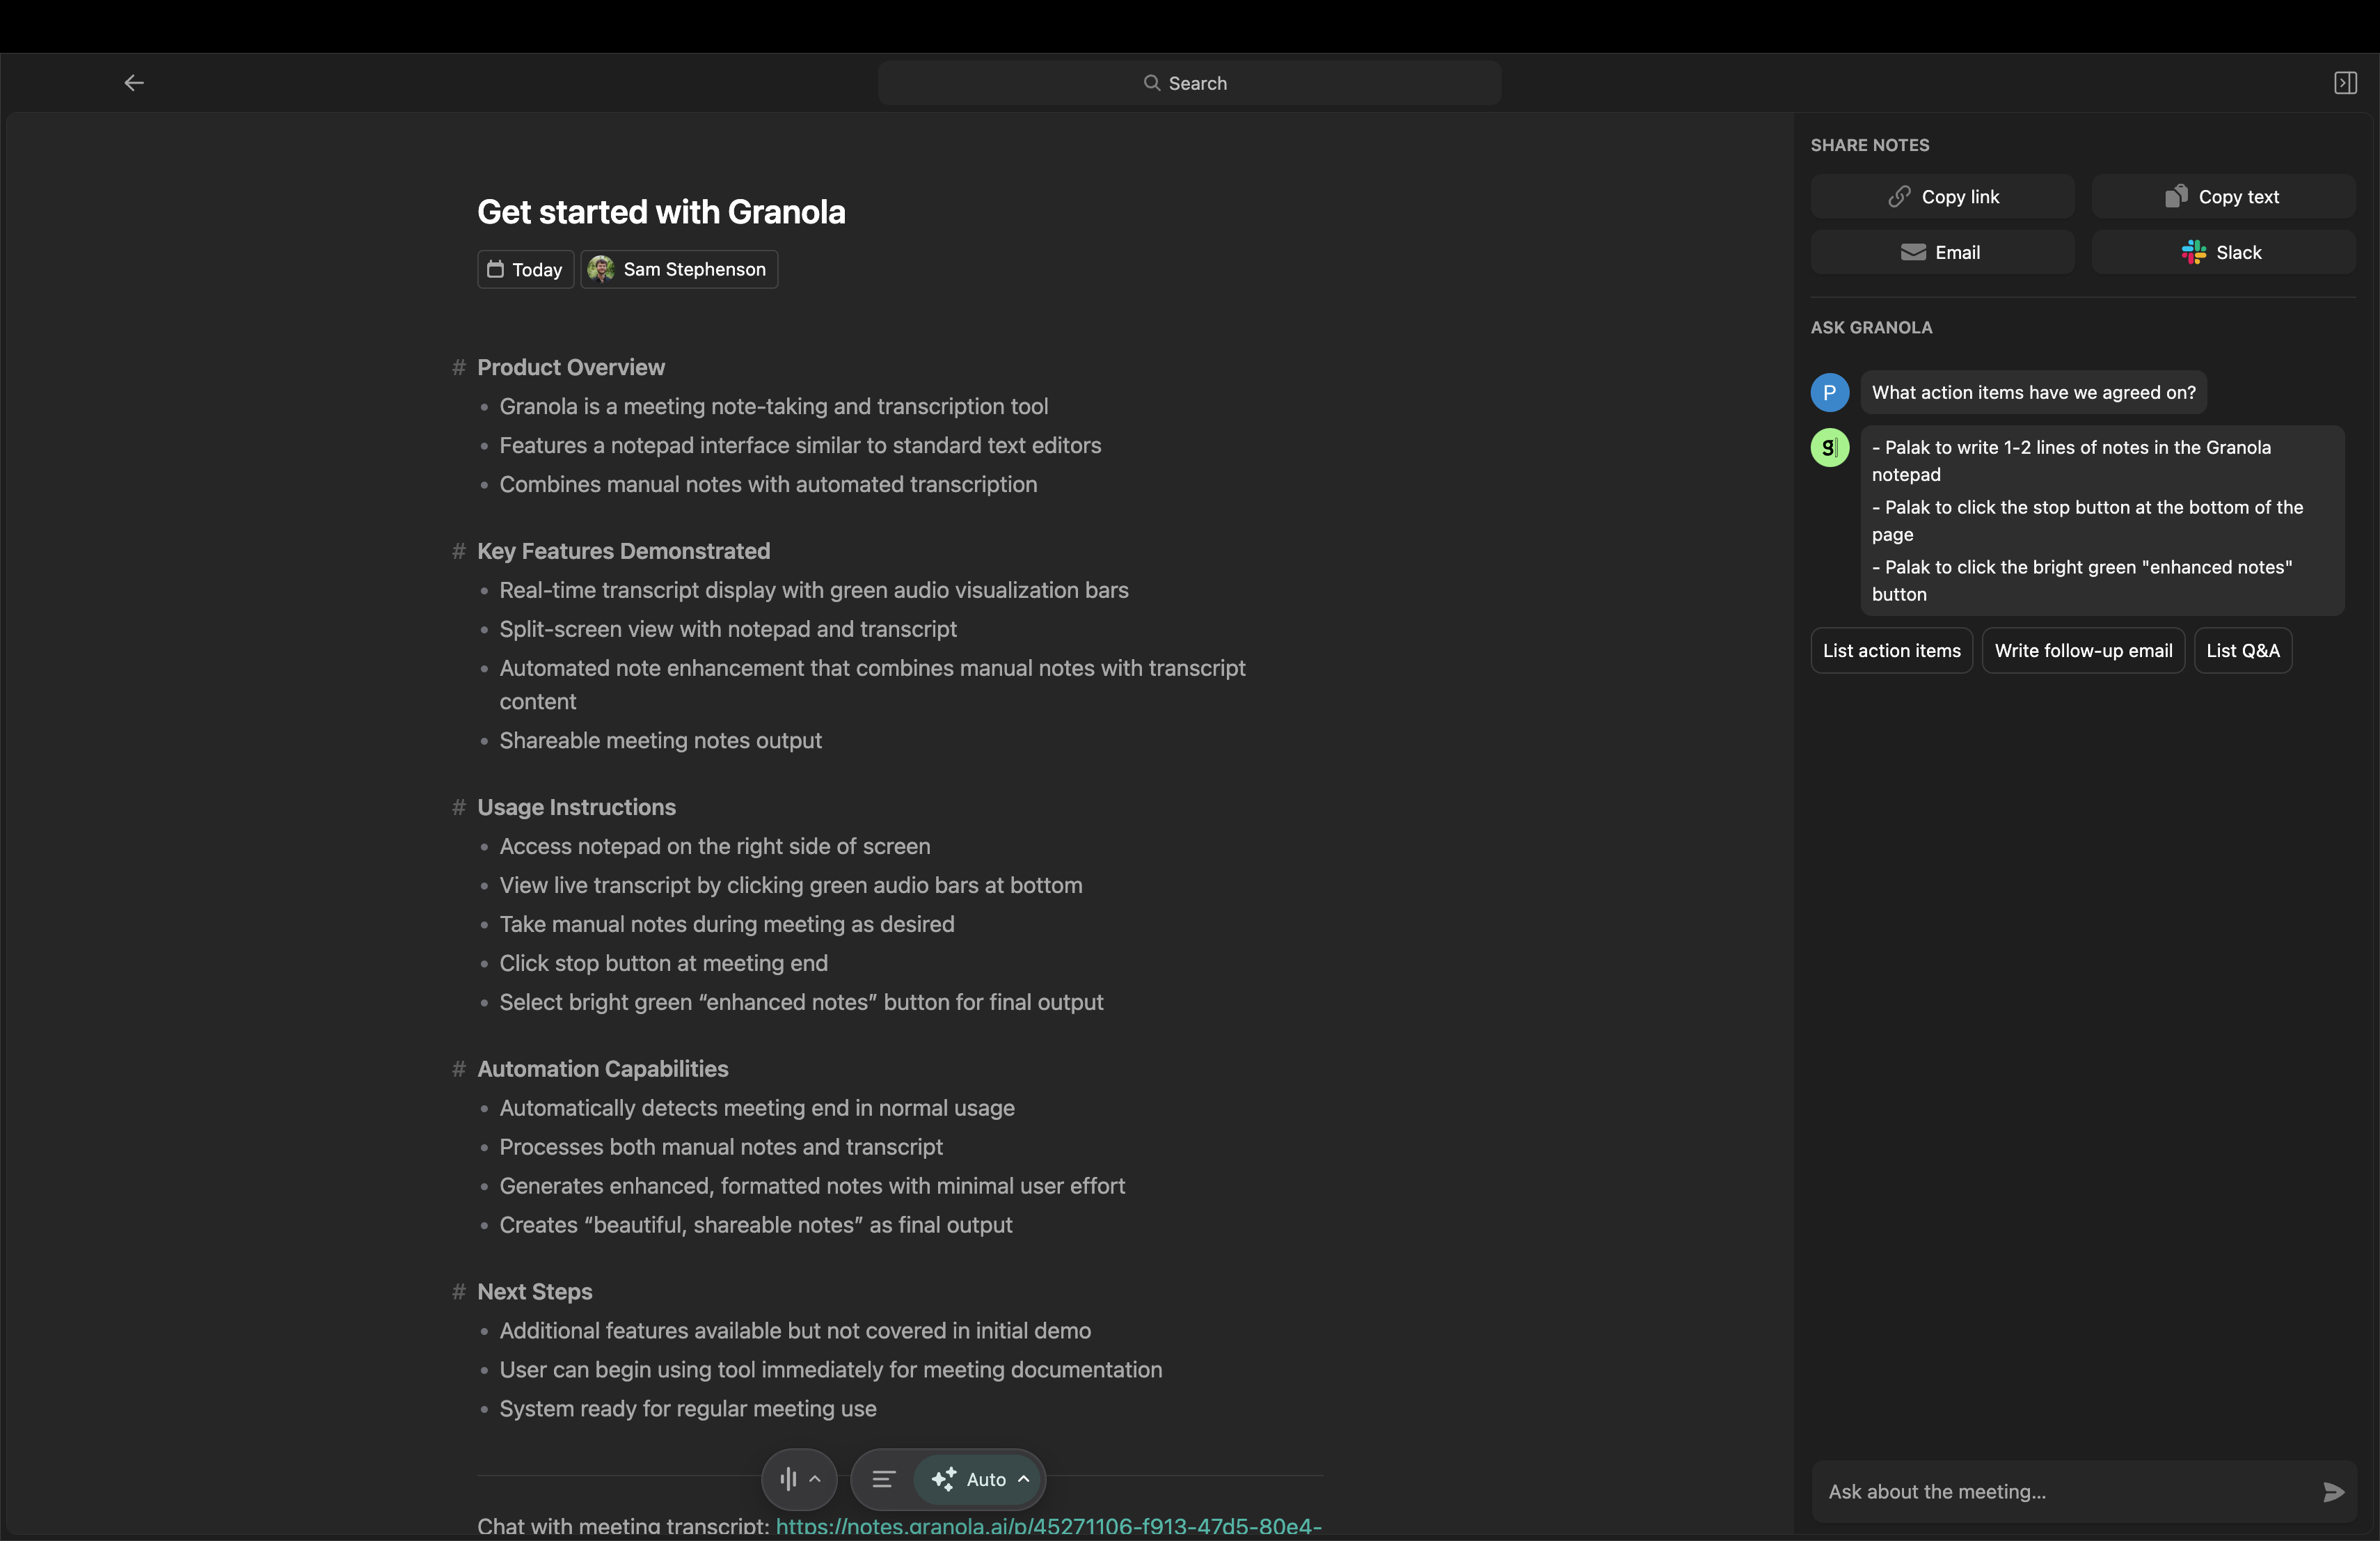 Search
Get started with Granola
Today
Sam Stephenson
# Product Overview
• Granola is a meeting note-taking and transcription tool
• Features a notepad interface similar to standard text editors
• Combines manual notes with automated transcription
# Key Features Demonstrated
• Real-time transcript display with green audio visualization bars
• Split-screen view with notepad and transcript
• Automated note enhancement that combines manual notes with transcript
content
• Shareable meeting notes output
# Usage Instructions
• Access notepad on the right side of screen
• View live transcript by clicking green audio bars at bottom
• Take manual notes during meeting as desired
• Click stop button at meeting end
• Select bright green “enhanced notes” button for final output
# Automation Capabilities
• Automatically detects meeting end in normal usage
• Processes both manual notes and transcript
• Generates enhanced, formatted notes with minimal user effort
• Creates “beautiful, shareable notes” as final output
# Next Steps
• Additional features available but not covered in initial demo
• User can begin using tool immediately for meeting documentation
• System ready for regular meeting use
Auto
Chat with meeting transcript: https://notes.granola.ai/p/45271106-f913-47d5-80e4-
SHARE NOTES
Copy link
Copy text
Email
Slack
ASK GRANOLA
P
What action items have we agreed on?
g
- Palak to write 1-2 lines of notes in the Granola
notepad
- Palak to click the stop button at the bottom of the
page
- Palak to click the bright green "enhanced notes"
button
List action items
Write follow-up email
List Q&A
Ask about the meeting...